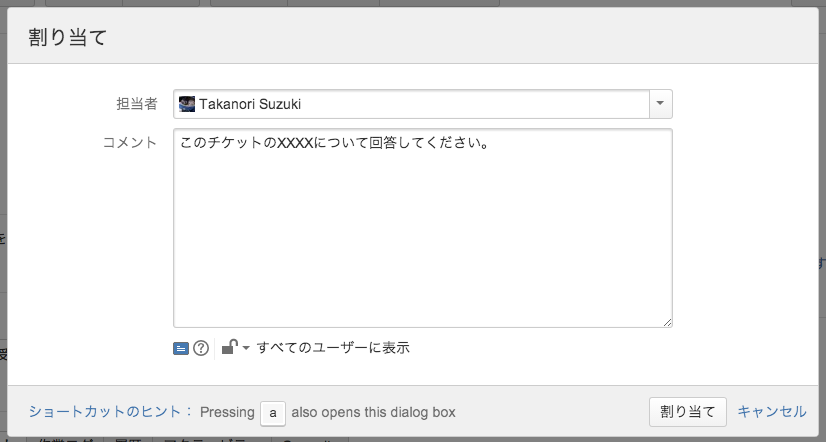 割り当て
担当者 Takanori Suzuki
コメント このチケットのXXXXについて回答してください。
すべてのユーザーに表示
ショートカットのヒント： Pressing a also opens this dialog box 割り当て キャンセル